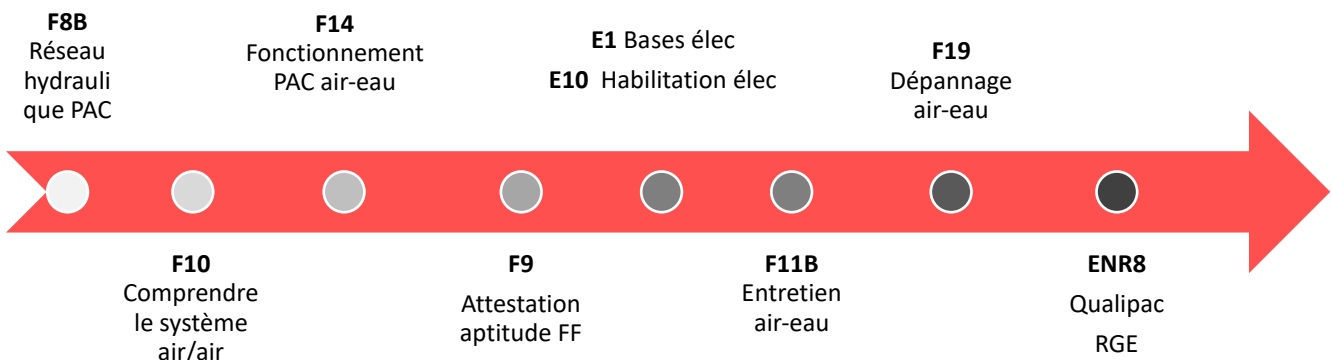 F8B
Réseau
hydrauli
que PAC
F10
Comprendre
le système
air/air
F14
Fonctionnement
PAC air-eau
F9
Attestation
aptitude FF
E1 Bases élec
E10 Habilitation élec
F11B
Entretien
air-eau
F19
Dépannage
air-eau
ENR8
Qualipac
RGE